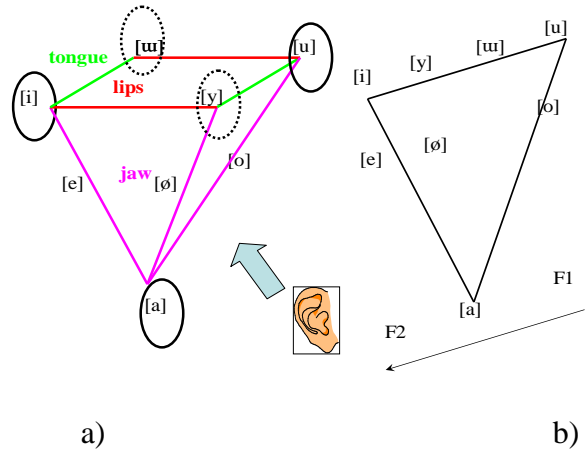 [ɯ]
[u]
tongue
[i]
lips
[y]
[e]
jaw
[ø]
[o]
[a]
a)
[u]
[ɯ]
[y]
[i]
[o]
[e]
[ø]
[a]
F1
F2
b)